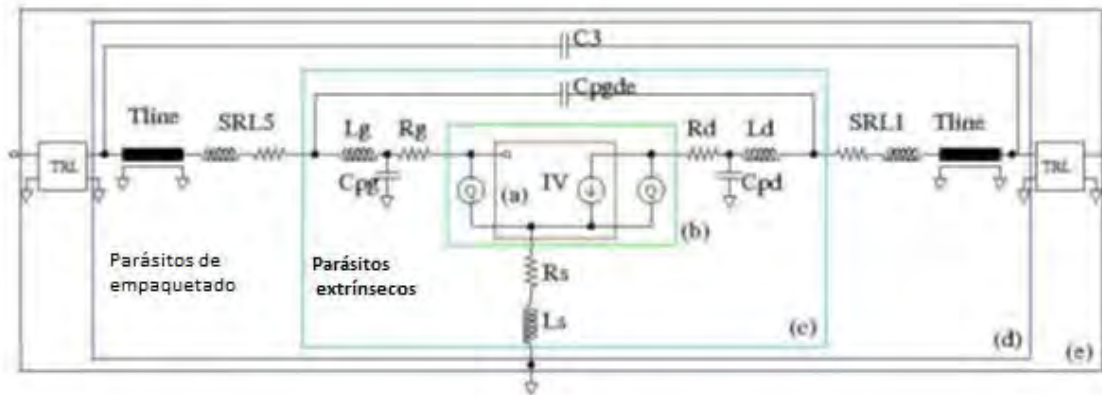 C3
Cpgde
Tline
SRL5
Lg
Rg
Rd
Ld
SRL1
Tline
TRL
Cpg
Q
(a)
IV
Q
Cpd
TRL
(b)
Parásitos de
empaquetado
Parásitos
extrínsecos
Rs
Ls
(c)
(d)
(e)